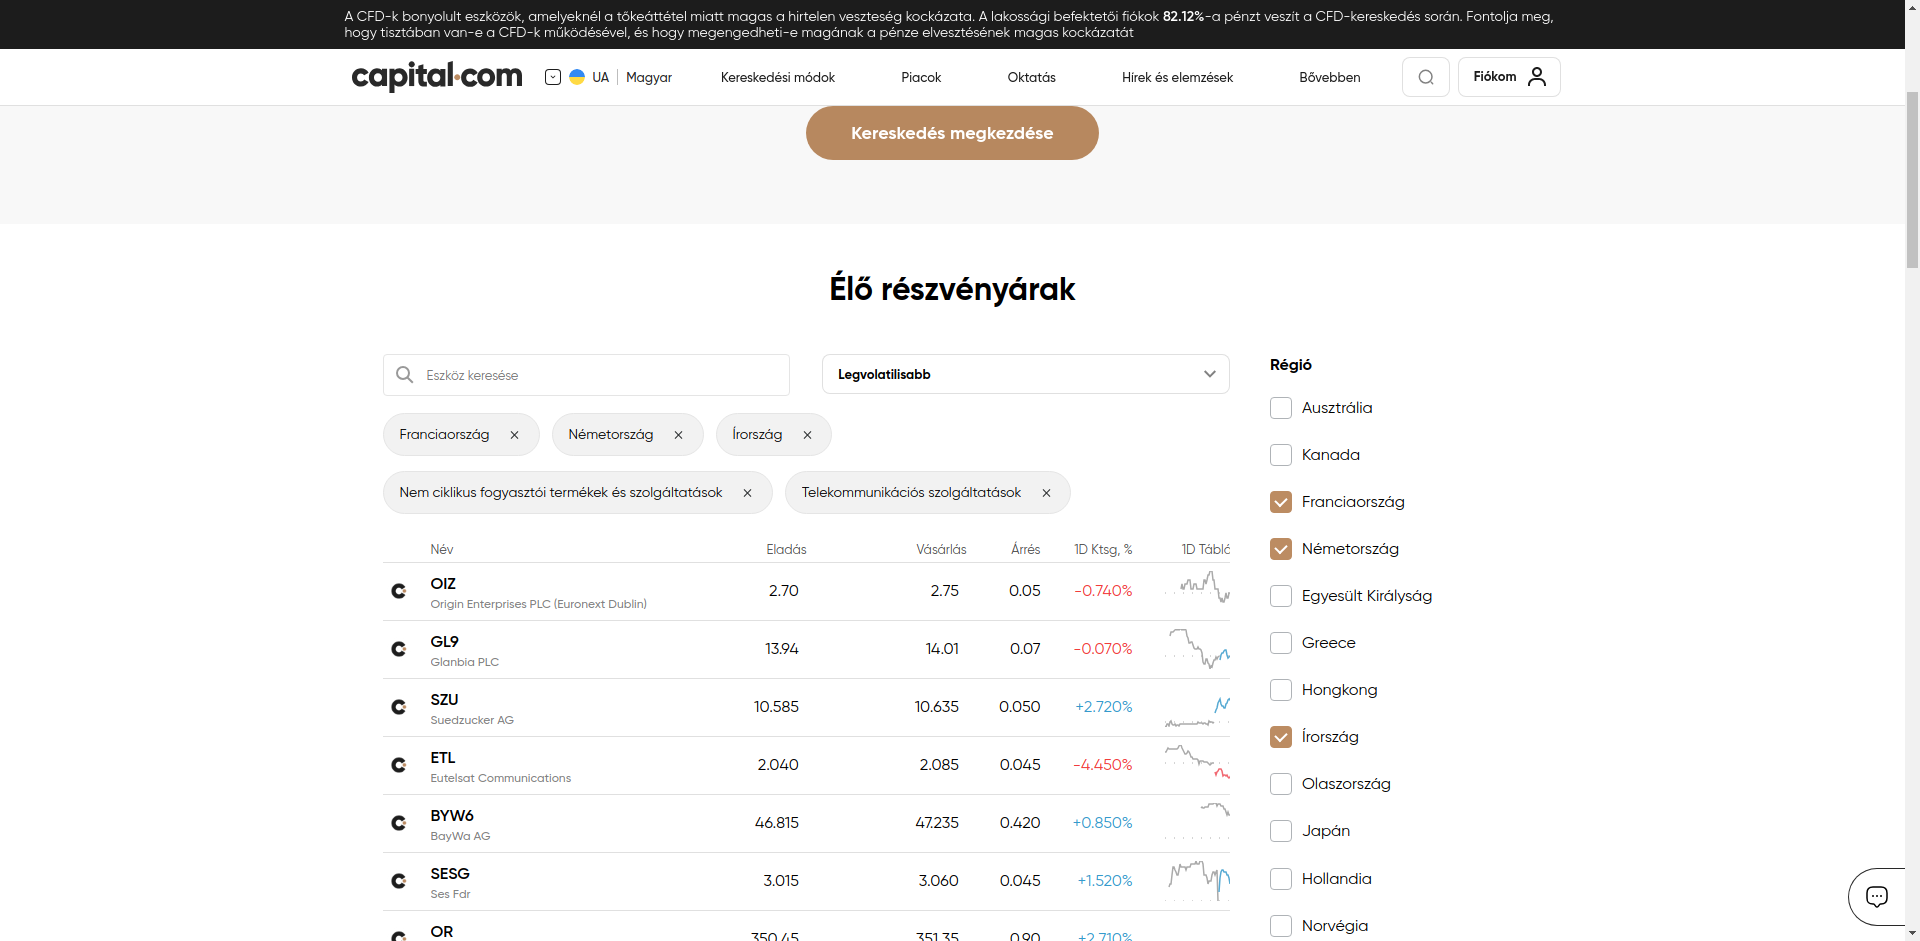 A CFD-k bonyolult eszközök, amelyeknél a tőkeáttétel miatt magas a hirtelen veszteség kockázata. A lakossági befektetői fiókok 82.12%-a pénzt veszít a CFD-kereskedés során. Fontolja meg,
hogy tisztában van-e a CFD-k működésével, és hogy megengedheti-e magának a pénze elvesztésének magas kockázatát
capital.com UA Magyar Kereskedési módok Piacok Oktatás Hírek és elemzések Bővebben Fiókom
Kereskedés megkezdése
Élő részvényárak
Eszköz keresése Legvolatilisabb
Franciaország Németország Írország
Nem ciklikus fogyasztói termékek és szolgáltatások Telekommunikációs szolgáltatások
Név Eladás Vásárlás Árrés 1D Ktsg, % 1D
OIZ 2.70 2.75 0.05 -0.740%
Origin Enterprises PLC (Euronext Dublin)
GL9 13.94 14.01 0.07 -0.070%
Glanbia PLC
SZU 10.585 10.635 0.050 +2.720%
Suedzucker AG
ETL 2.040 2.085 0.045 -4.450%
Eutelsat Communications
BYW6 46.815 47.235 0.420 +0.850%
BayWa AG
SESG 3.015 3.060 0.045 +1.520%
Ses Fdr
OR 350.45 351.35 0.90 +2.710%
Régió
Ausztrália
Kanada
Franciaország
Németország
Egyesült Királyság
Greece
Hongkong
Írország
Olaszország
Japán
Hollandia
Norvégia